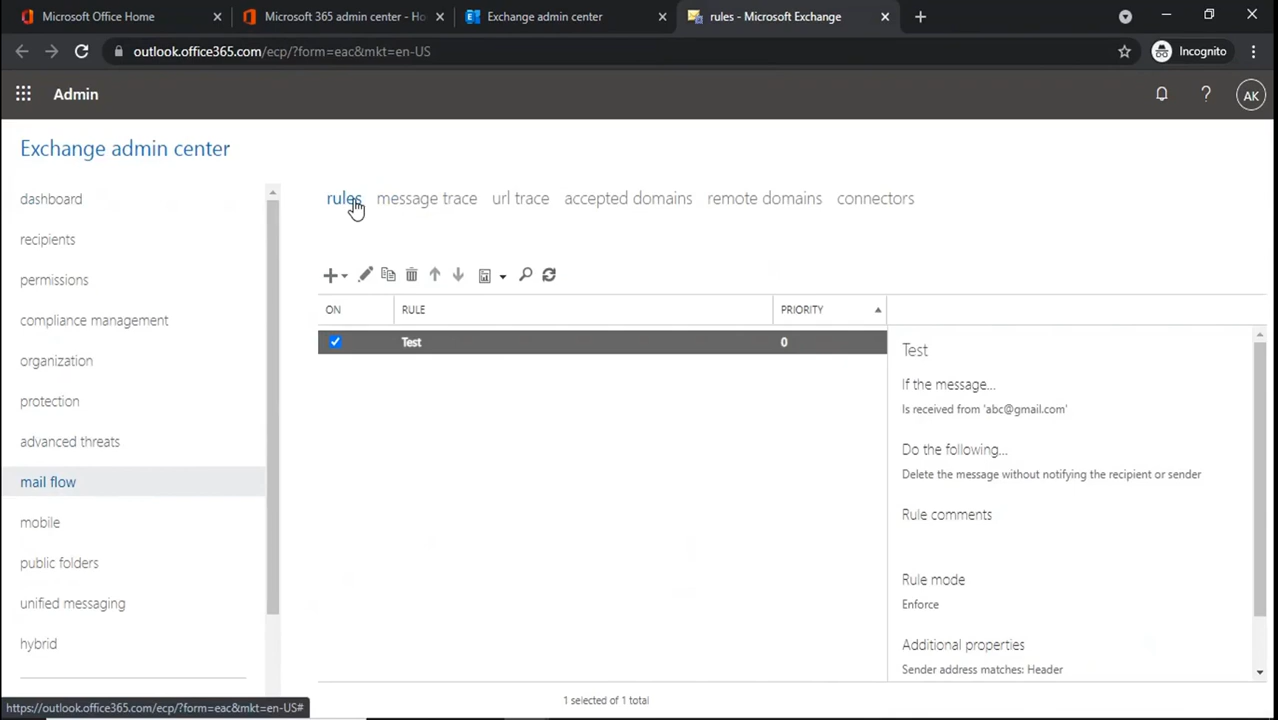 Microsoft Office Home
Microsoft 365 admin center - Ho
Exchange admin center
rules - Microsoft Exchange
outlook.office365.com/ecp/?form=eac&mkt=en-US
Incognito
Admin
AK
Exchange admin center
dashboard
recipients
permissions
compliance management
organization
protection
advanced threats
mail flow
mobile
public folders
unified messaging
hybrid
rules message trace url trace accepted domains remote domains connectors
ON RULE PRIORITY
Test 0
Test
If the message...
Is received from 'abc@gmail.com'
Do the following...
Delete the message without notifying the recipient or sender
Rule comments
Rule mode
Enforce
Additional properties
Sender address matches: Header
1 selected of 1 total
https://outlook.office365.com/ecp/?form=eac&mkt=en-US#